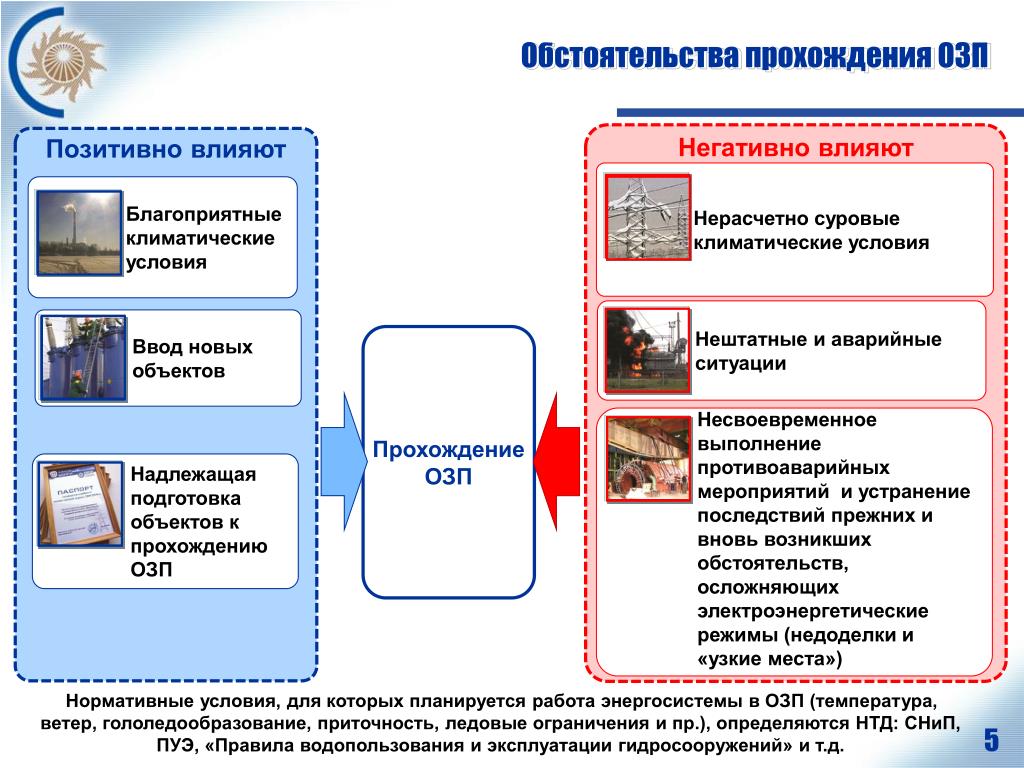 Обстоятельства прохождения ОЗП
Позитивно влияют
Благоприятные
климатические
условия
Ввод новых
объектов
ПАСПОРТ
Надлежащая
подготовка
объектов к
прохождению
ОЗП
Прохождение
ОЗП
Негативно влияют
Нерасчетно суровые
климатические условия
Нештатные и аварийные
ситуации
Несвоевременное
выполнение
противоаварийных
мероприятий и устранение
последствий прежних и
вновь возникших
обстоятельств,
осложняющих
электроэнергетические
режимы (недоделки и
«узкие места»)
Нормативные условия, для которых планируется работа энергосистемы в ОЗП (температура,
ветер, гололедообразование, приточность, ледовые ограничения и пр.), определяются НТД: СНиП,
ПУЭ, «Правила водопользования и эксплуатации гидросооружений» и т.д.
5